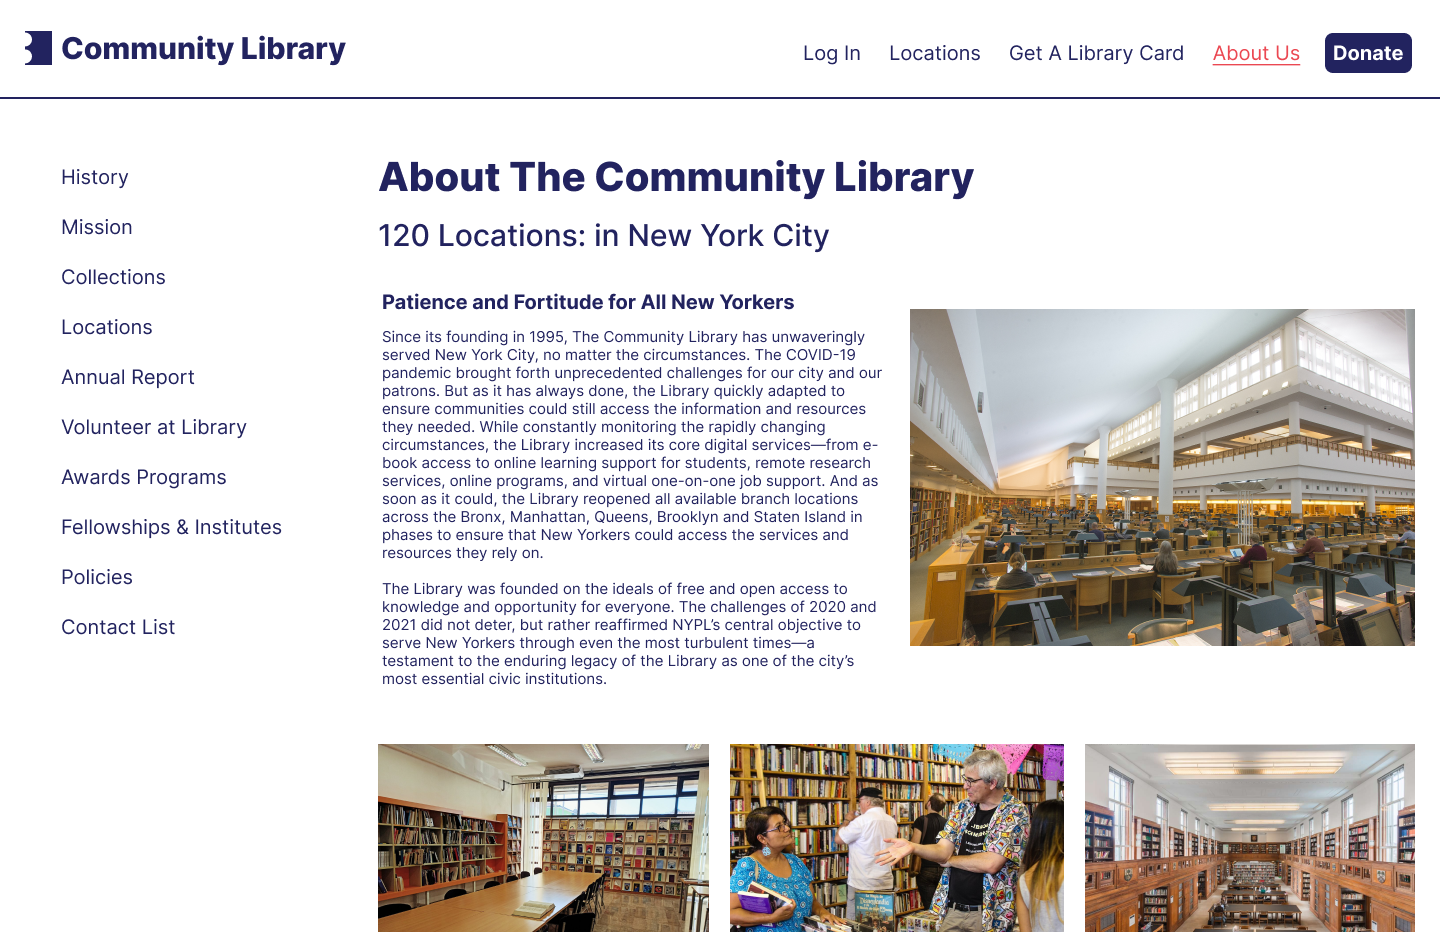 Community Library
Log In
Locations
Get A Library Card
About Us
Donate
History
Mission
Collections
Locations
Annual Report
Volunteer at Library
Awards Programs
Fellowships & Institutes
Policies
Contact List
About The Community Library
120 Locations: in New York City
Patience and Fortitude for All New Yorkers
Since its founding in 1995, The Community Library has unwaveringly
served New York City, no matter the circumstances. The COVID-19
pandemic brought forth unprecedented challenges for our city and our
patrons. But as it has always done, the Library quickly adapted to
ensure communities could still access the information and resources
they needed. While constantly monitoring the rapidly changing
circumstances, the Library increased its core digital services—from e-
book access to online learning support for students, remote research
services, online programs, and virtual one-on-one job support. And as
soon as it could, the Library reopened all available branch locations
across the Bronx, Manhattan, Queens, Brooklyn and Staten Island in
phases to ensure that New Yorkers could access the services and
resources they rely on.
The Library was founded on the ideals of free and open access to
knowledge and opportunity for everyone. The challenges of 2020 and
2021 did not deter, but rather reaffirmed NYPL’s central objective to
serve New Yorkers through even the most turbulent times—a
testament to the enduring legacy of the Library as one of the city’s
most essential civic institutions.